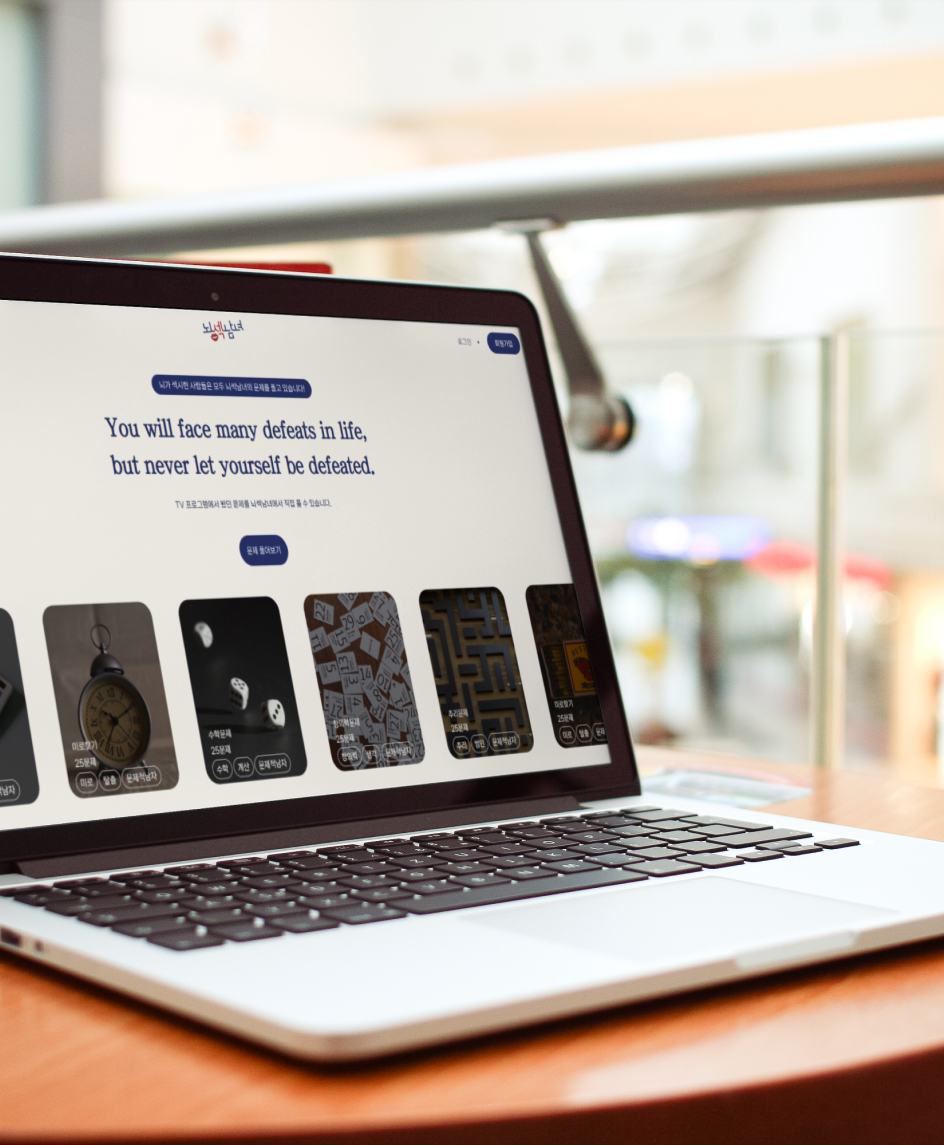 뇌섹남녀
로그인
회원가입
뇌가 섹시한 사람들은 모두 뇌섹남녀의 문제를 풀고 있습니다!
You will face many defeats in life,
but never let yourself be defeated.
TV 프로그램에서 봤던 문제를 뇌섹남녀에서 직접 풀 수 있습니다.
문제 풀어보기
미로찾기
25문제
미로 탈출 문제적남자
수학문제
25문제
수학 계산 문제적남자
창의력문제
25문제
창의력 문제적남자
추리문제
25문제
추리 문제적남자
미로찾기
25문제
미로 탈출